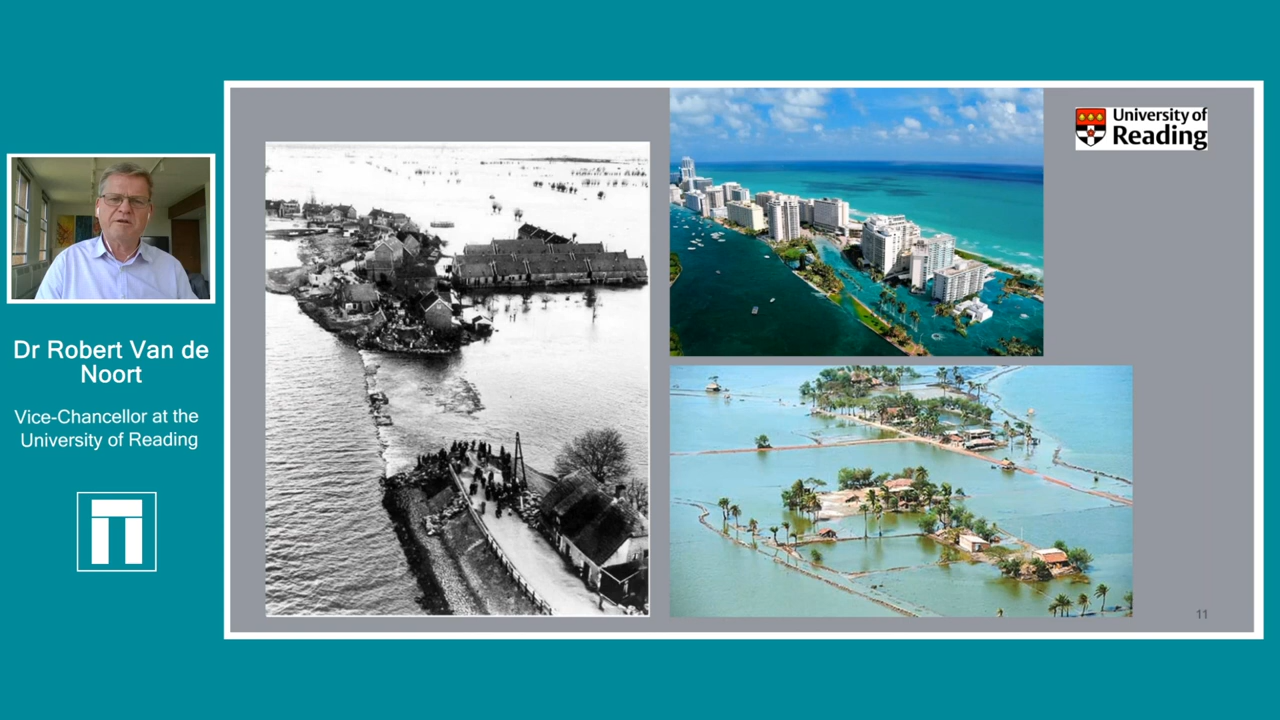 Dr Robert Van de
Noort
Vice-Chancellor at the
University of Reading
University of
Reading
11